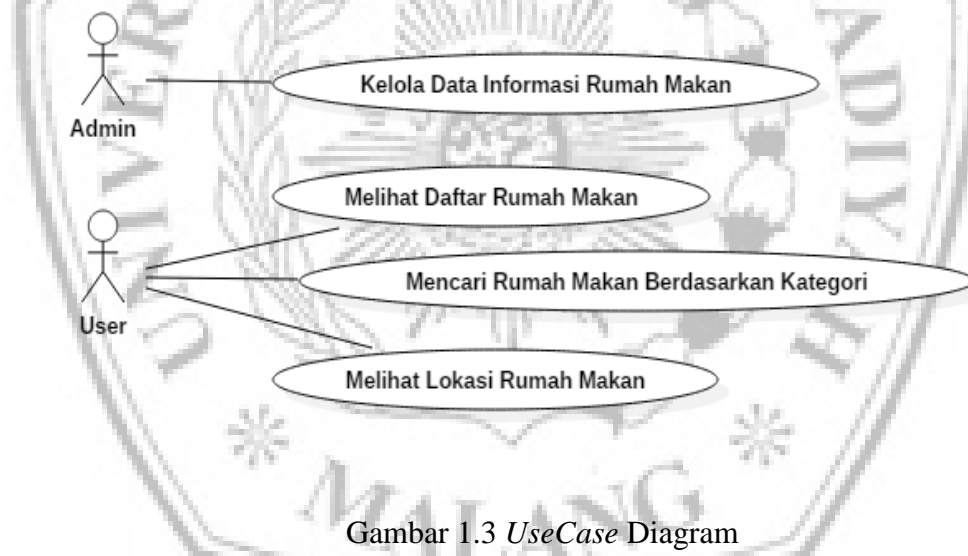 Admin
Kelola Data Informasi Rumah Makan
Melihat Daftar Rumah Makan
User
Mencari Rumah Makan Berdasarkan Kategori
Melihat Lokasi Rumah Makan
MALANG
Gambar 1.3 UseCase Diagram